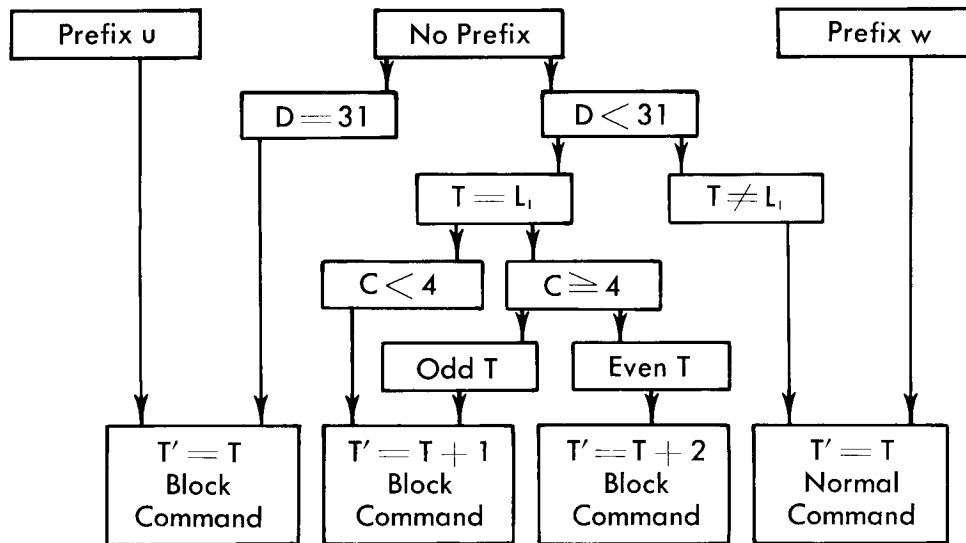 Prefix u
No Prefix
Prefix w
D = 31
D < 31
T = L₁
T ≠ L₁
C < 4
C ≧ 4
Odd T
Even T
T′ = T
Block
Command
T′ = T + 1
Block
Command
T′ = T + 2
Block
Command
T′ = T
Normal
Command